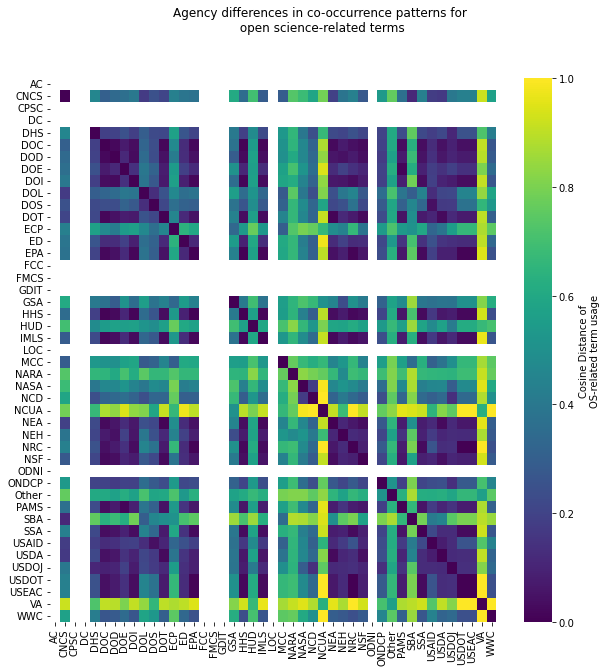 Agency differences in co-occurrence patterns for
open science-related terms
AC
CNCS
CPSC
DC
DHS
DOC
DOD
DOE
DOI
DOL
DOS
DOT
ECP
ED
EPA
FCC
FMCS
GDIT
GSA
HHS
HUD
IMLS
LOC
MCC
NARA
NASA
NCD
NCUA
NEA
NEH
NRC
NSF
ODNI
ONDCP
Other
PAMS
SBA
SSA
USAID
USDA
USDOJ
USDOT
USEAC
VA
WWC
AC
CNCS
CPSC
DC
DHS
DOC
DOD
DOE
DOI
DOL
DOS
DOT
ECP
ED
EPA
FCC
FMCS
GDIT
GSA
HHS
HUD
IMLS
LOC
MCC
NARA
NASA
NCD
NCUA
NEA
NEH
NRC
NSF
ODNI
ONDCP
Other
PAMS
SBA
SSA
USAID
USDA
USDOJ
USDOT
USEAC
VA
WWC
1.0
0.8
0.6
0.4
0.2
0.0
Cosine Distance of
OS-related term usage